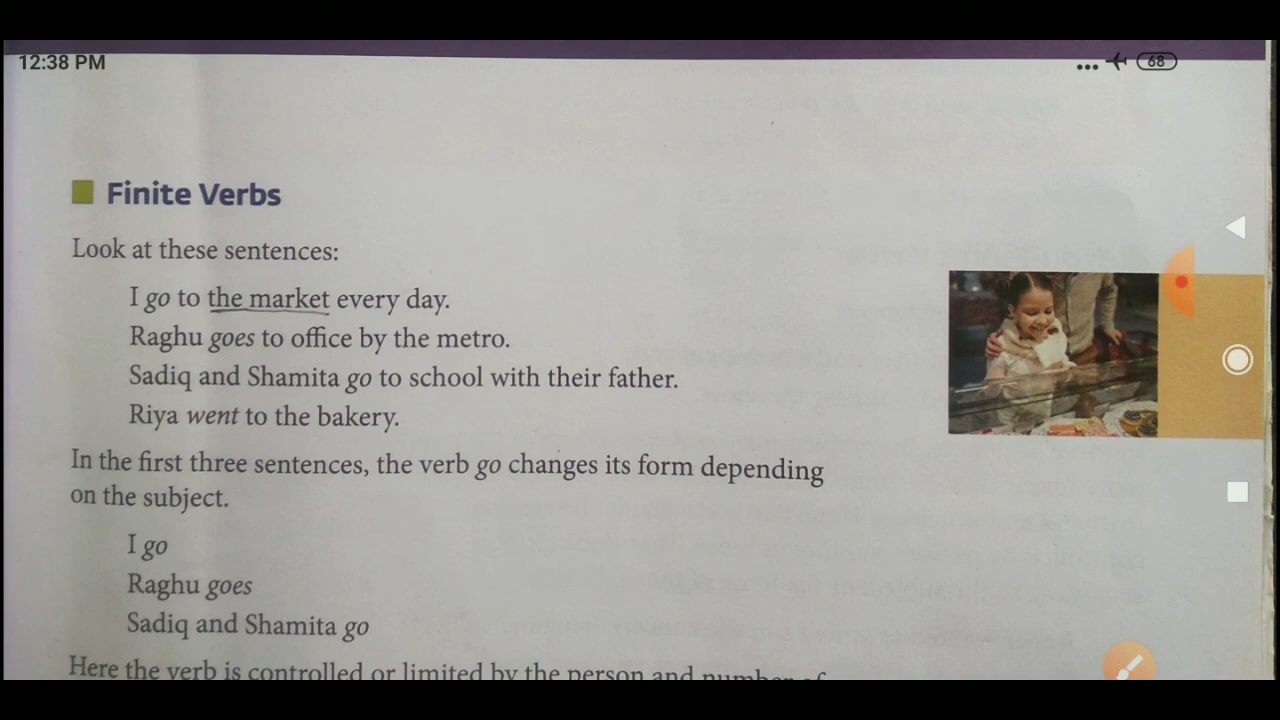 12:38 PM
68
Finite Verbs
Look at these sentences:
I go to the market every day.
Raghu goes to office by the metro.
Sadiq and Shamita go to school with their father.
Riya went to the bakery.
In the first three sentences, the verb go changes its form depending
on the subject.
I go
Raghu goes
Sadiq and Shamita go
Here the verb is controlled or limited by the person and number of